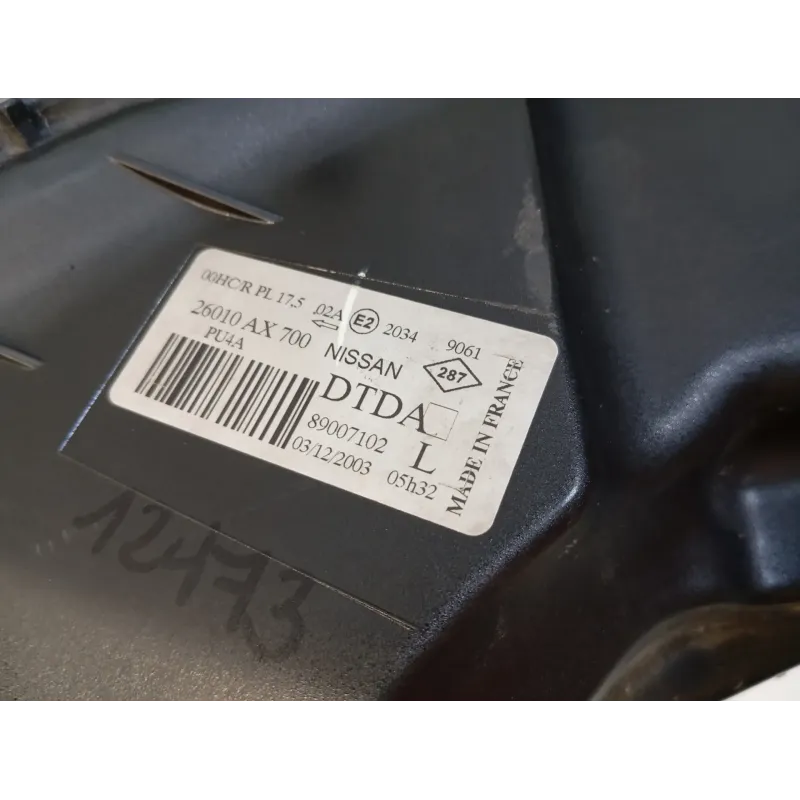 00HC/R PL 17.5 02A E2 2034 9061
26010 AX 700 NISSAN 287
PU4A DTDA
89007102 L
03/12/2003 05h32
MADE IN FRANCE
12473